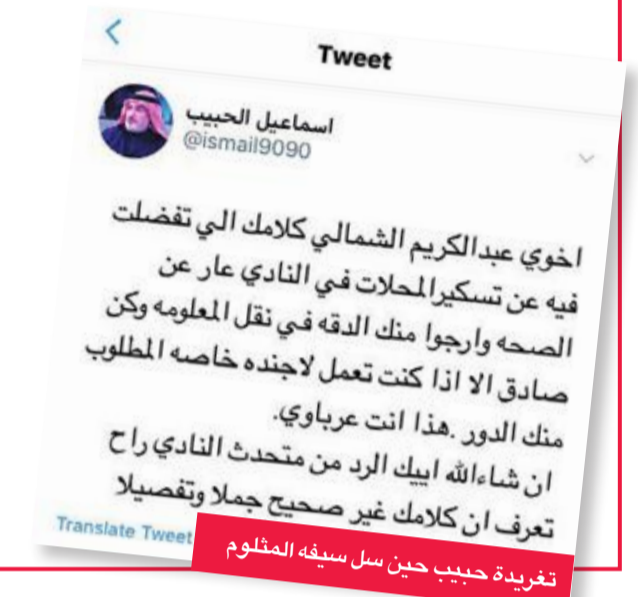 Tweet
اسماعيل الحبيب
@ismail9090
اخوي عبدالكريم الشمالي كلامك الي تفضلت
فيه عن تسكيرالمحلات في النادي عار عن
الصحه وارجوا منك الدقه في نقل المعلومه وكن
صادق الا اذا كنت تعمل لاجنده خاصه المطلوب
منك الدور .هذا انت عرباوي.
ان شاءالله اييك الرد من متحدث النادي راح
تعرف ان كلامك غير صحيح جملا وتفصيلا
Translate Tweet
تغريدة حبيب حين سل سيفه المثلوم